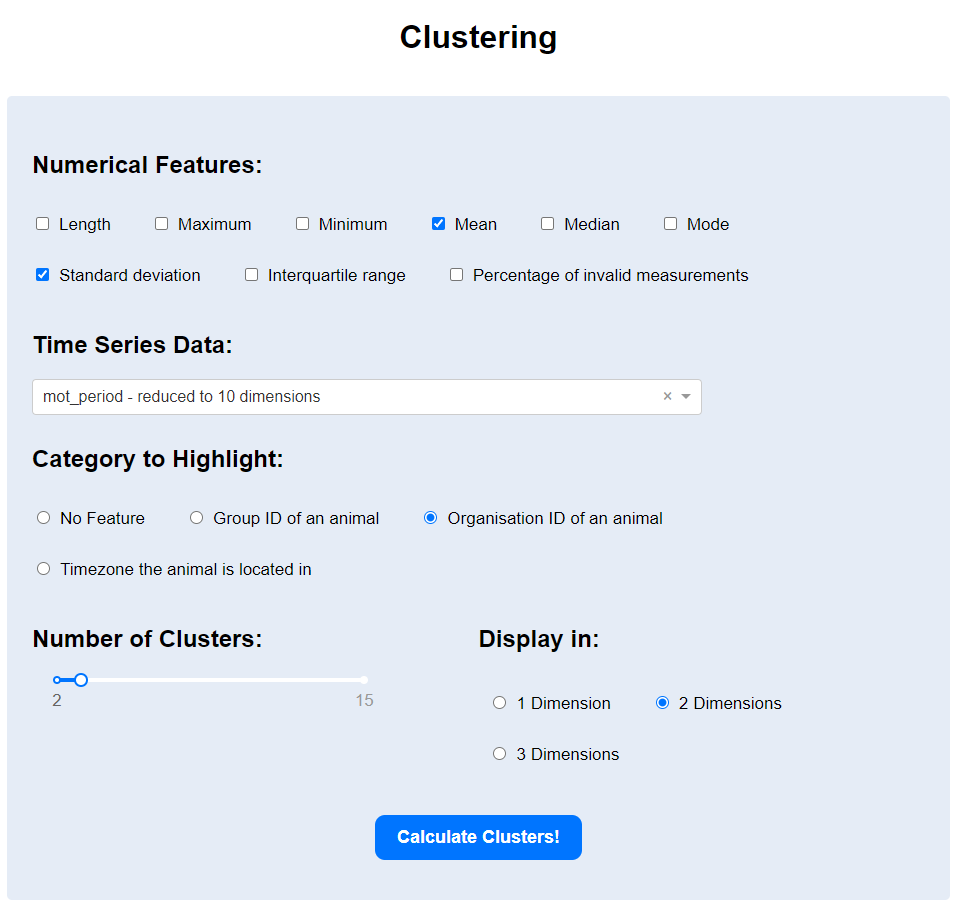 Clustering
Numerical Features:
Length Maximum Minimum Mean Median Mode
Standard deviation Interquartile range Percentage of invalid measurements
Time Series Data:
mot_period - reduced to 10 dimensions ×
Category to Highlight:
No Feature Group ID of an animal Organisation ID of an animal
Timezone the animal is located in
Number of Clusters: Display in:
2 15
1 Dimension 2 Dimensions
3 Dimensions
Calculate Clusters!